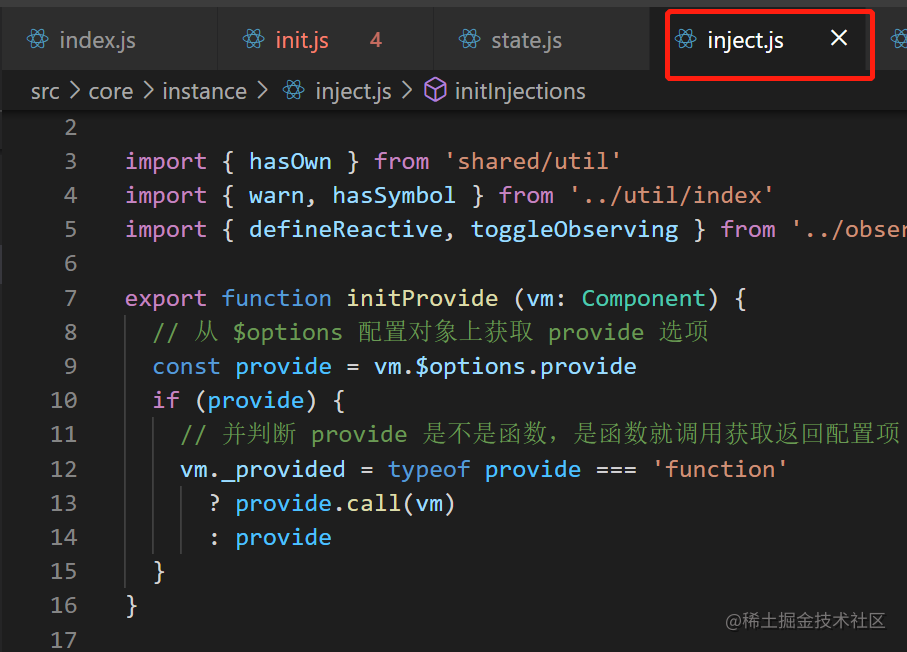 index.js init.js 4 state.js inject.js
src > core > instance > inject.js > initInjections
2
3 import { hasOwn } from 'shared/util'
4 import { warn, hasSymbol } from '../util/index'
5 import { defineReactive, toggleObserving } from '../obser
6
7 export function initProvide (vm: Component) {
8 // 从 $options 配置对象上获取 provide 选项
9 const provide = vm.$options.provide
10 if (provide) {
11 // 并判断 provide 是不是函数，是函数就调用获取返回配置项
12 vm._provided = typeof provide === 'function'
13 ? provide.call(vm)
14 : provide
15 }
16 }
17
@稀土掘金技术社区